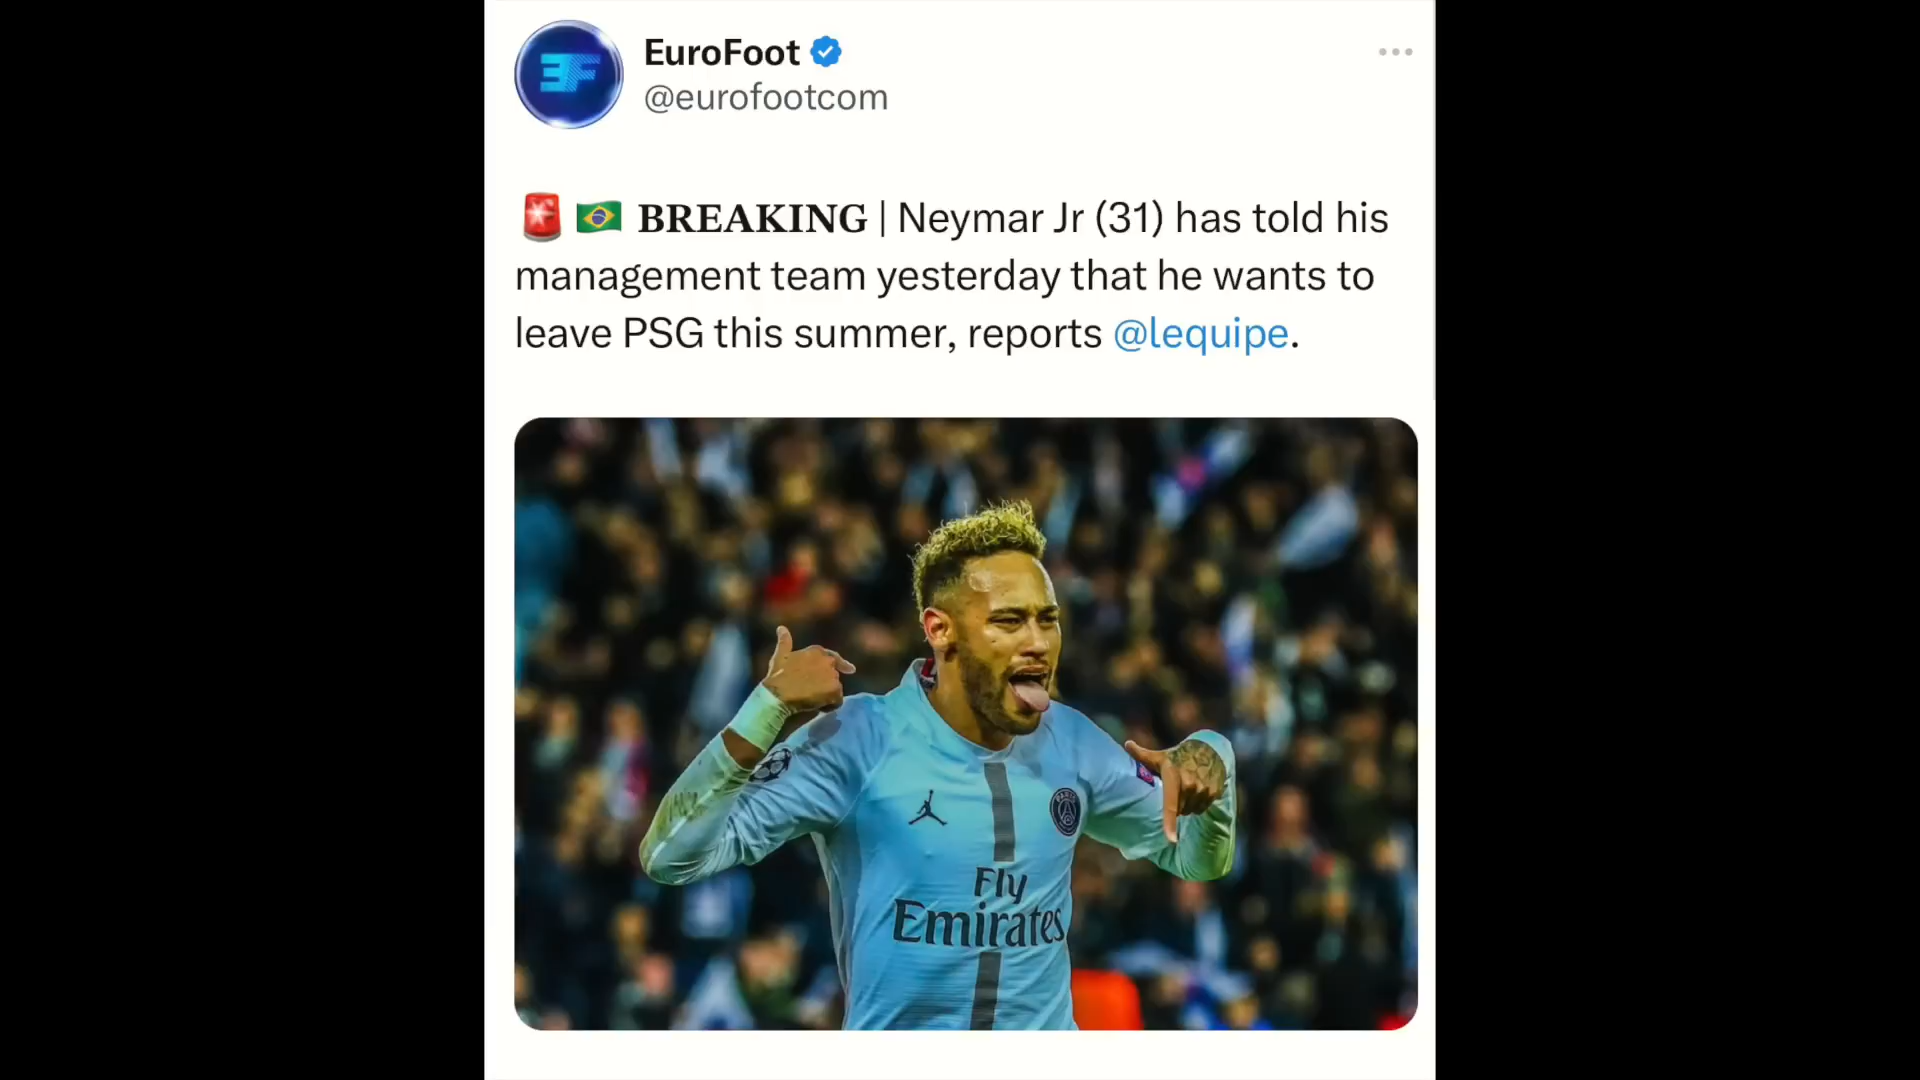 EuroFoot
@eurofootcom
🚨🇧🇷 BREAKING | Neymar Jr (31) has told his
management team yesterday that he wants to
leave PSG this summer, reports @lequipe.
Fly
Emirates